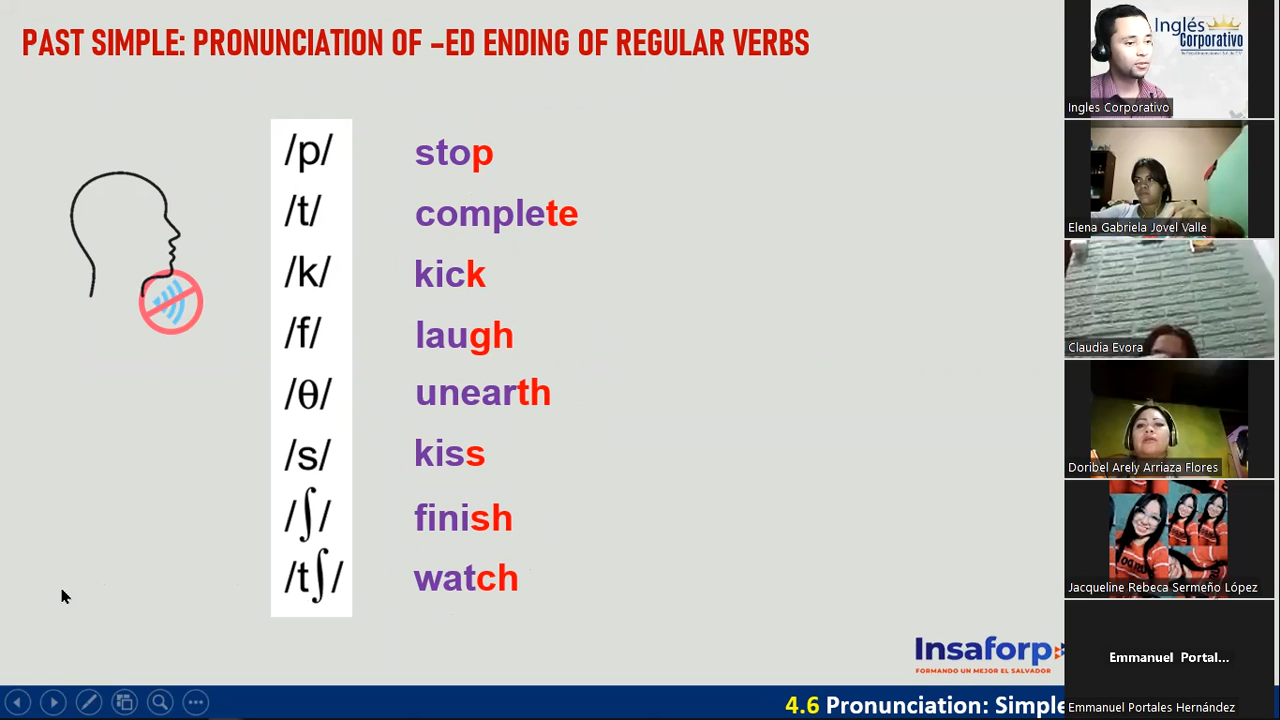 PAST SIMPLE: PRONUNCIATION OF -ED ENDING OF REGULAR VERBS
/p/ stop
/t/ complete
/k/ kick
/f/ laugh
/θ/ unearth
/s/ kiss
/ʃ/ finish
/tʃ/ watch
Insaforp
FORMANDO UN MEJOR EL SALVADOR
4.6 Pronunciation: Simple
Inglés
Corporativo
Ingles Corporativo
Elena Gabriela Jovel Valle
Claudia Evora
Doribel Arely Arriaza Flores
Jacqueline Rebeca Sermeño López
Emmanuel Portal...
Emmanuel Portales Hernández